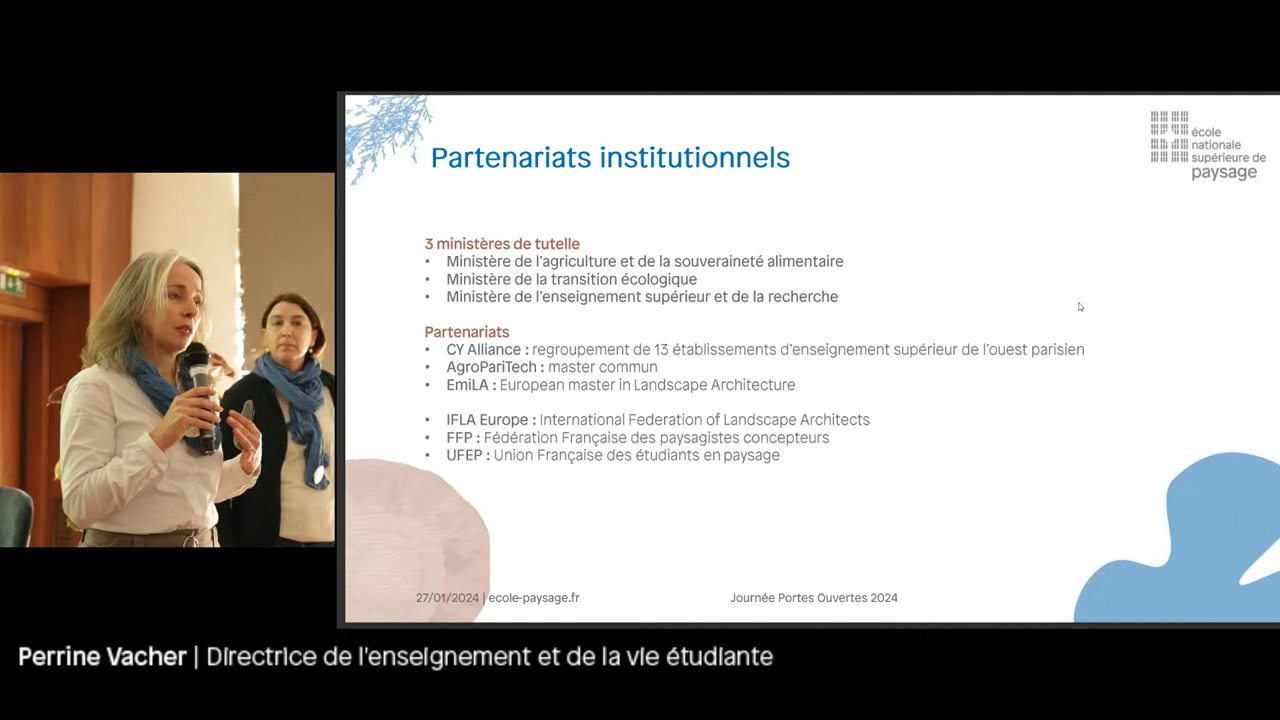 école
nationale
supérieure de
paysage
Partenariats institutionnels
3 ministères de tutelle
• Ministère de l'agriculture et de la souveraineté alimentaire
• Ministère de la transition écologique
• Ministère de l'enseignement supérieur et de la recherche
Partenariats
• CY Alliance : regroupement de 13 établissements d'enseignement supérieur de l'ouest parisien
• AgroPariTech : master commun
• EmiLA : European master in Landscape Architecture
• IFLA Europe : International Federation of Landscape Architects
• FFP : Fédération Française des paysagistes concepteurs
• UFEP : Union Française des étudiants en paysage
27/01/2024 | ecole-paysage.fr
Journée Portes Ouvertes 2024
Perrine Vacher | Directrice de l'enseignement et de la vie étudiante